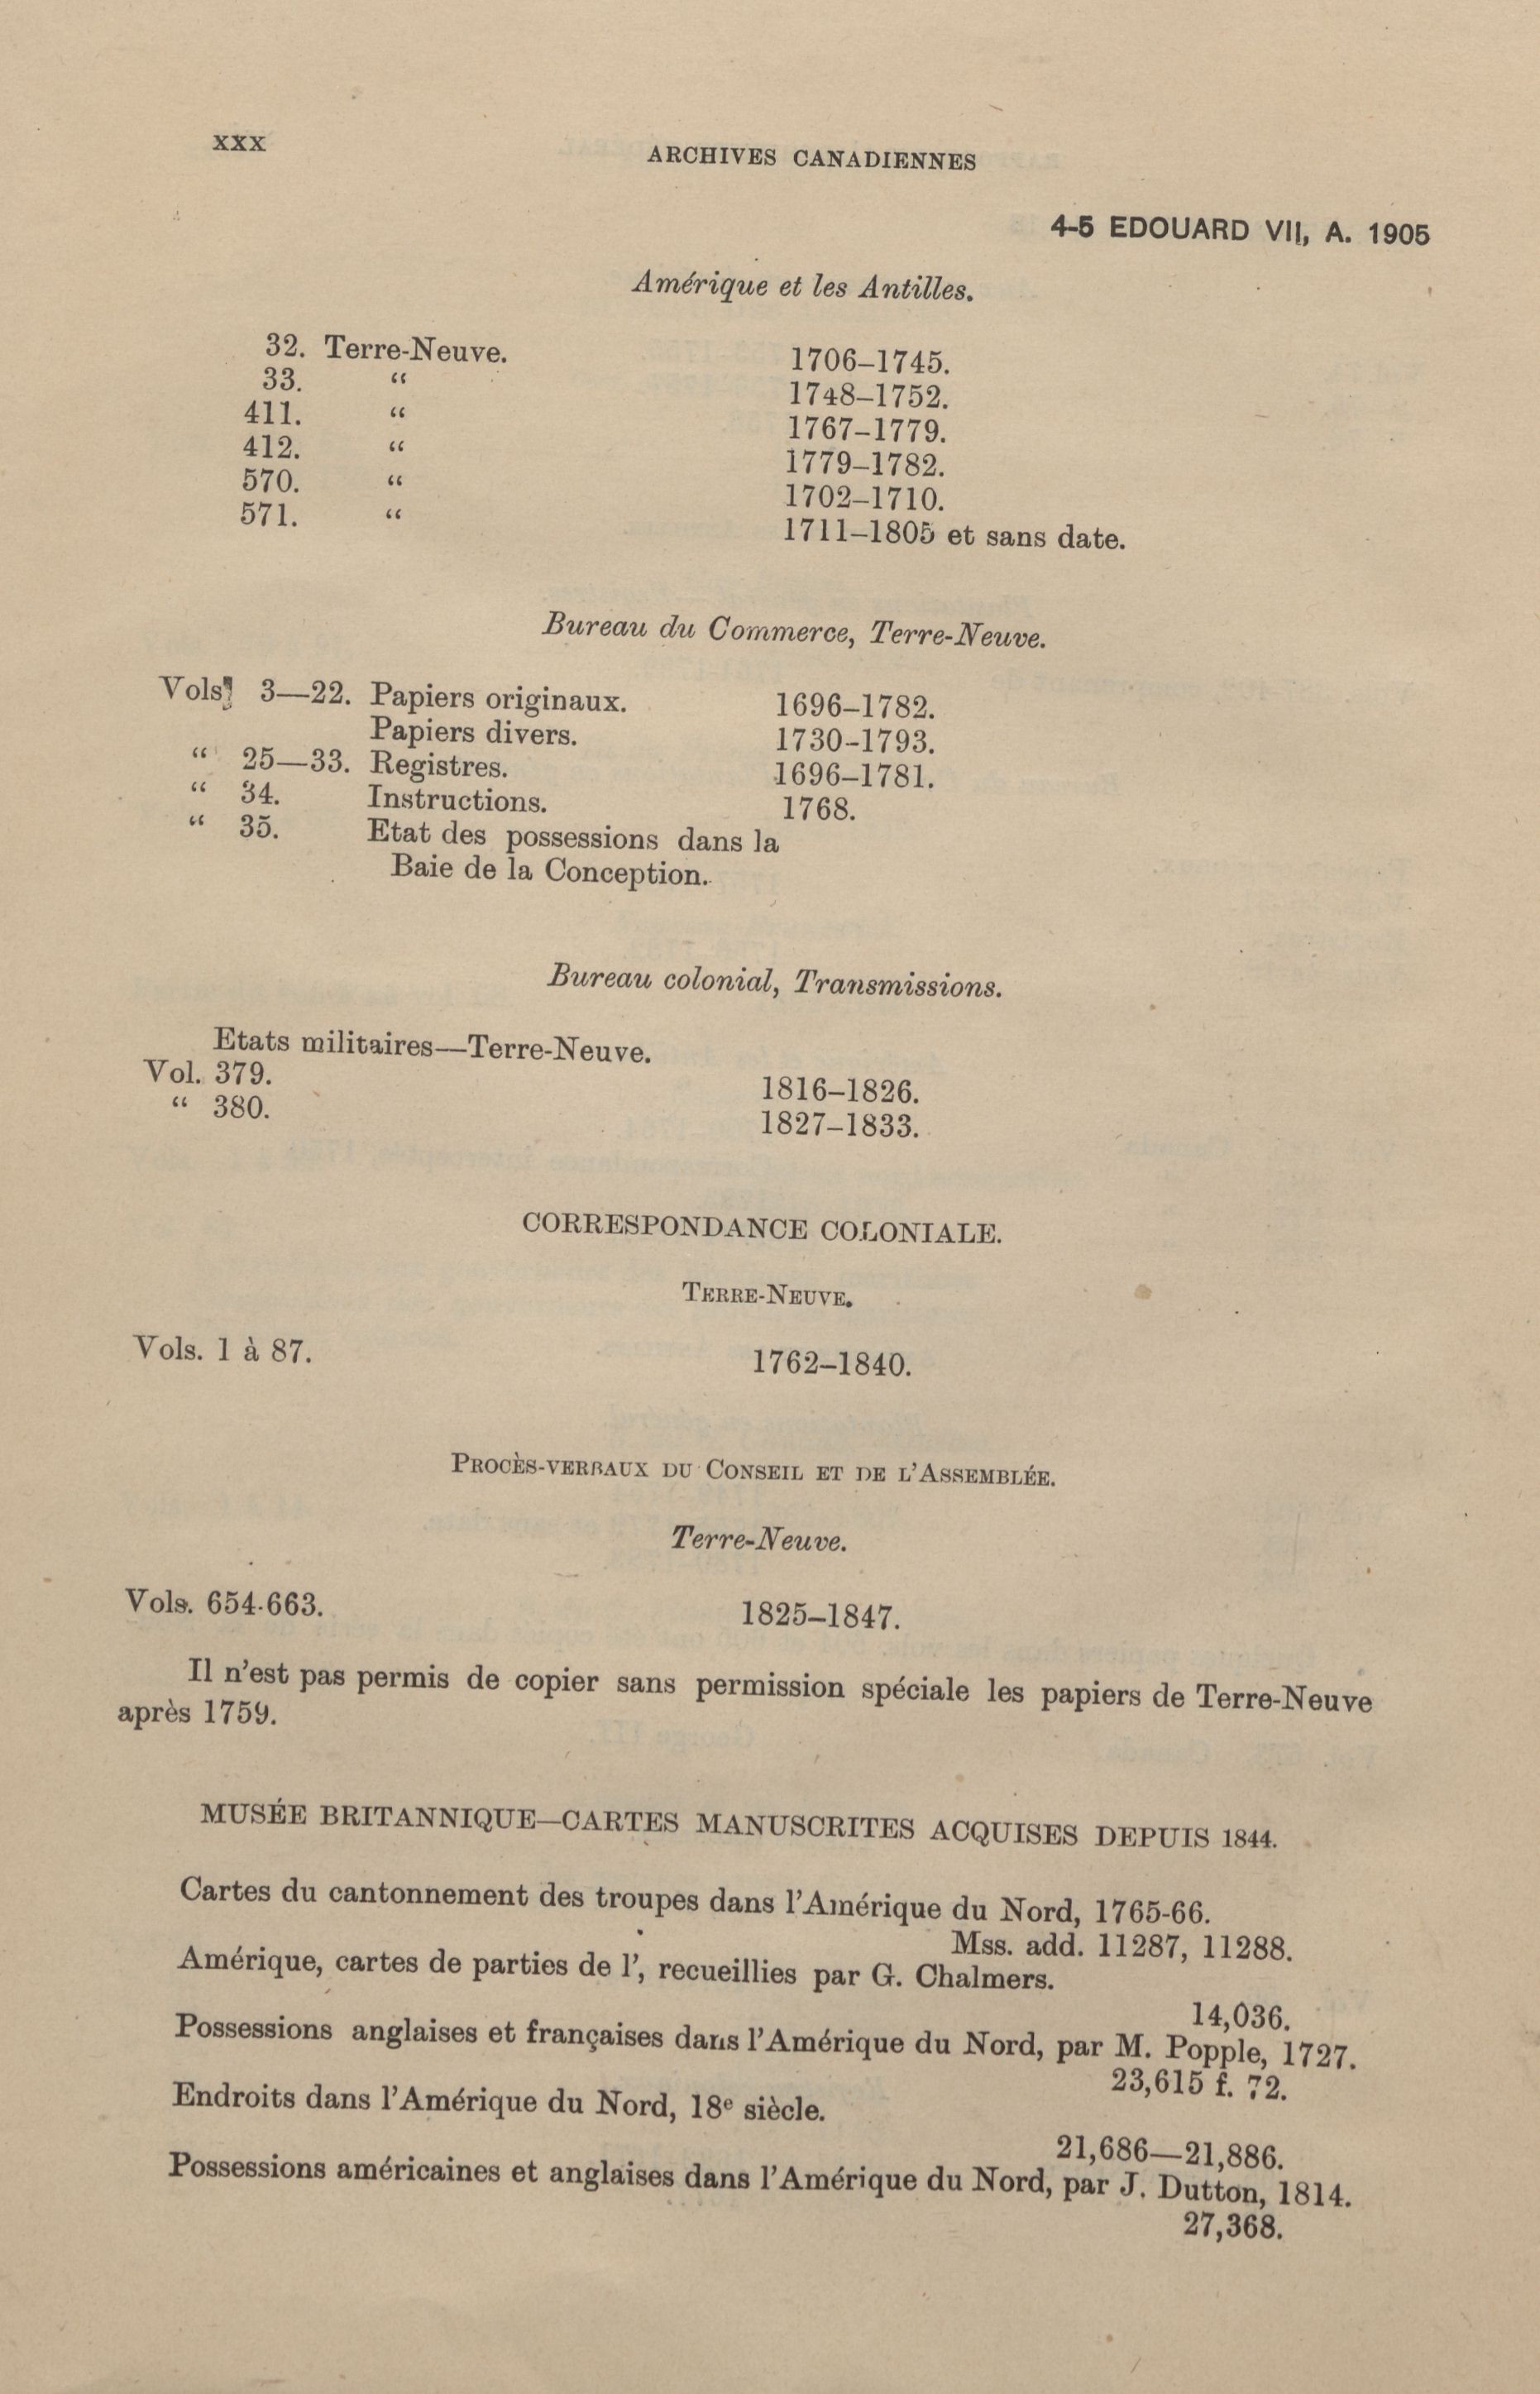 xxx
ARCHIVES CANADIENNES
4-5 EDOUARD VII, A. 1905
Amérique et les Antilles.
32. Terre-Neuve. 1706–1745.
33. “ 1748–1752.
411. “ 1767–1779.
412. “ 1779–1782.
570. “ 1702–1710.
571. “ 1711–1805 et sans date.
Bureau du Commerce, Terre-Neuve.
Vols. 3—22. Papiers originaux. 1696–1782.
Papiers divers. 1730-1793.
“ 25—33. Registres. 1696–1781.
“ 34. Instructions. 1768.
“ 35. Etat des possessions dans la
Baie de la Conception.
Bureau colonial, Transmissions.
Etats militaires—Terre-Neuve.
Vol. 379. 1816–1826.
“ 380. 1827–1833.
CORRESPONDANCE COLONIALE.
Terre-Neuve.
Vols. 1 à 87. 1762–1840.
Procès-verbaux du Conseil et de l’Assemblée.
Terre-Neuve.
Vols. 654-663. 1825–1847.
Il n’est pas permis de copier sans permission spéciale les papiers de Terre-Neuve
après 1759.
MUSÉE BRITANNIQUE—CARTES MANUSCRITES ACQUISES DEPUIS 1844.
Cartes du cantonnement des troupes dans l’Amérique du Nord, 1765-66.
Mss. add. 11287, 11288.
Amérique, cartes de parties de l’, recueillies par G. Chalmers.
14,036.
Possessions anglaises et françaises dans l’Amérique du Nord, par M. Popple, 1727.
23,615 f. 72.
Endroits dans l’Amérique du Nord, 18e siècle.
21,686—21,886.
Possessions américaines et anglaises dans l’Amérique du Nord, par J. Dutton, 1814.
27,368.